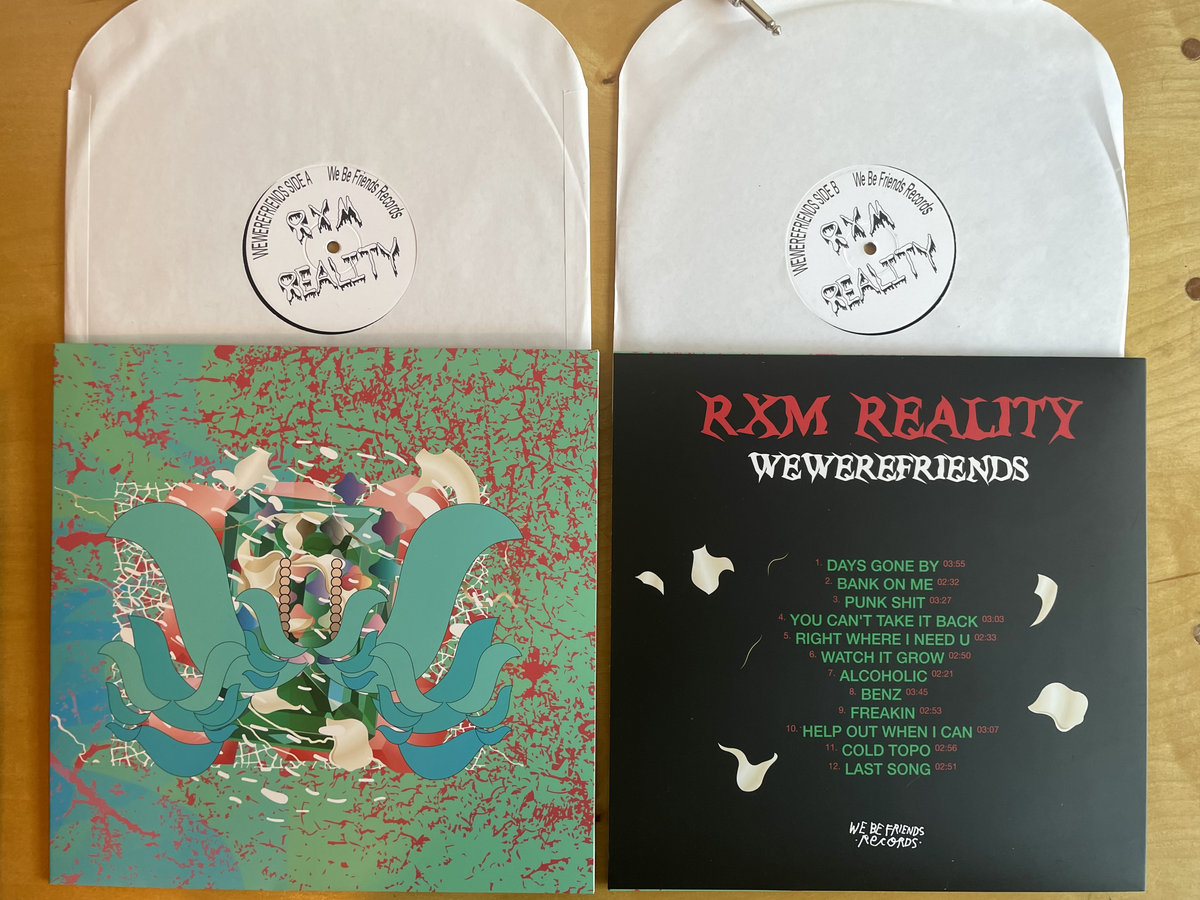 WEWEREFRIENDS SIDE A We Be Friends Records
RXM
REALITY
WEWEREFRIENDS SIDE B We Be Friends Records
RXM
REALITY
RXM REALITY
WEWEREFRIENDS
1. DAYS GONE BY 03:55
2. BANK ON ME 02:32
3. PUNK SHIT 03:27
4. YOU CAN'T TAKE IT BACK 03:03
5. RIGHT WHERE I NEED U 02:33
6. WATCH IT GROW 02:50
7. ALCOHOLIC 02:21
8. BENZ 03:45
9. FREAKIN 02:53
10. HELP OUT WHEN I CAN 03:07
11. COLD TOPO 02:56
12. LAST SONG 02:51
WE BE FRIENDS
·RECORDS·